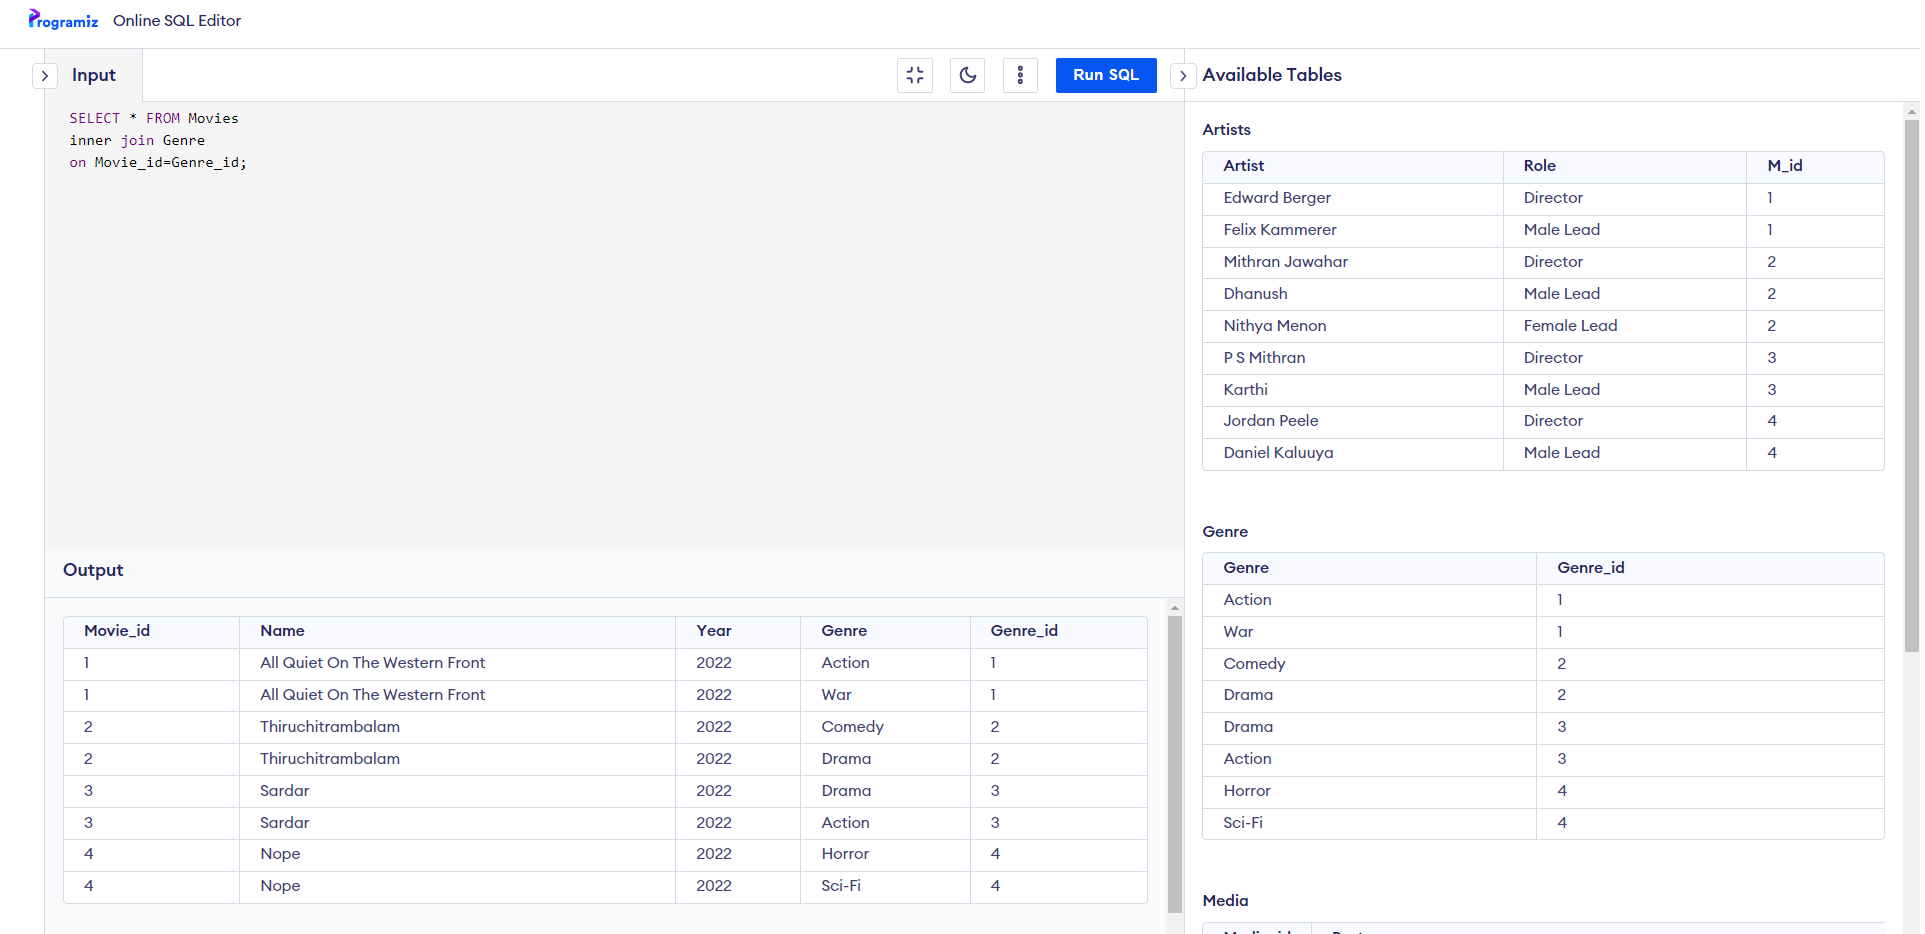 Programiz Online SQL Editor
Input
Run SQL
SELECT * FROM Movies
inner join Genre
on Movie_id=Genre_id;
Output
Movie_id Name Year Genre Genre_id
1 All Quiet On The Western Front 2022 Action 1
1 All Quiet On The Western Front 2022 War 1
2 Thiruchitrambalam 2022 Comedy 2
2 Thiruchitrambalam 2022 Drama 2
3 Sardar 2022 Drama 3
3 Sardar 2022 Action 3
4 Nope 2022 Horror 4
4 Nope 2022 Sci-Fi 4
Available Tables
Artists
Artist Role M_id
Edward Berger Director 1
Felix Kammerer Male Lead 1
Mithran Jawahar Director 2
Dhanush Male Lead 2
Nithya Menon Female Lead 2
P S Mithran Director 3
Karthi Male Lead 3
Jordan Peele Director 4
Daniel Kaluuya Male Lead 4
Genre
Genre Genre_id
Action 1
War 1
Comedy 2
Drama 2
Drama 3
Action 3
Horror 4
Sci-Fi 4
Media